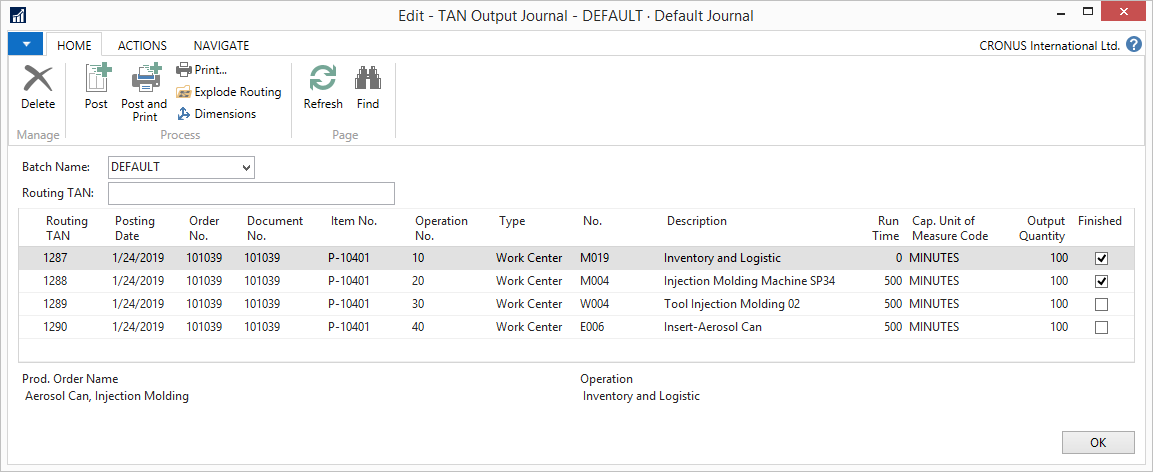 Edit - TAN Output Journal - DEFAULT · Default Journal
HOME ACTIONS NAVIGATE CRONUS International Ltd. ?
Delete
Post
Post and
Print
Print...
Explode Routing
Dimensions
Refresh
Find
Manage Process Page
Batch Name: DEFAULT
Routing TAN:
Routing TAN Posting Date Order No. Document No. Item No. Operation No. Type No. Description Run Time Cap. Unit of Measure Code Output Quantity Finished
1287 1/24/2019 101039 101039 P-10401 10 Work Center M019 Inventory and Logistic 0 MINUTES 100
1288 1/24/2019 101039 101039 P-10401 20 Work Center M004 Injection Molding Machine SP34 500 MINUTES 100
1289 1/24/2019 101039 101039 P-10401 30 Work Center W004 Tool Injection Molding 02 500 MINUTES 100
1290 1/24/2019 101039 101039 P-10401 40 Work Center E006 Insert-Aerosol Can 500 MINUTES 100
Prod. Order Name Operation
Aerosol Can, Injection Molding Inventory and Logistic
OK